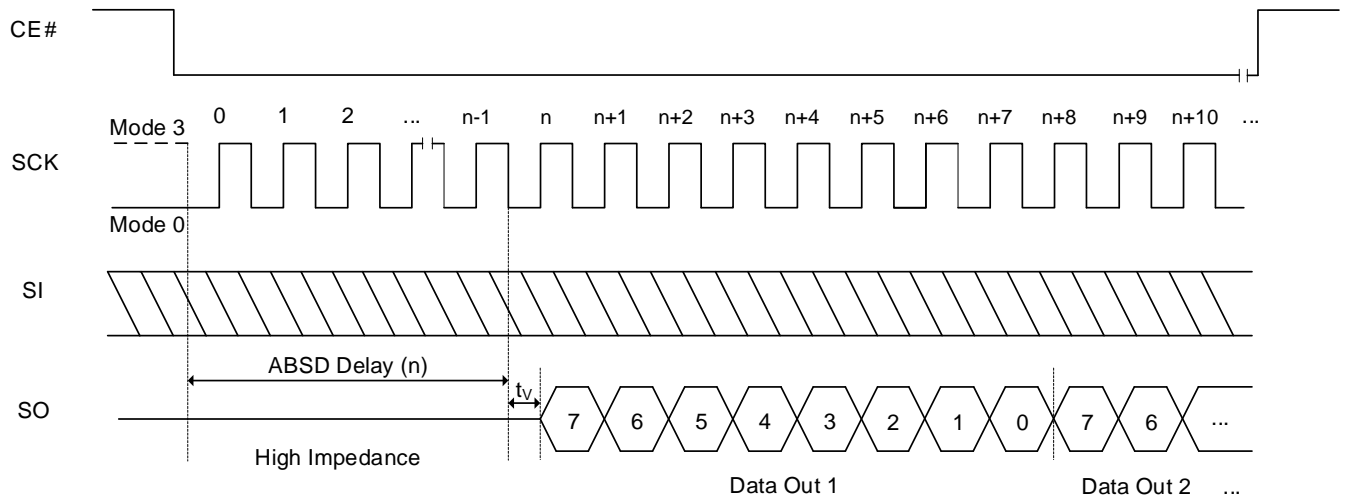 CE#
0 1 2 ... n-1 n n+1 n+2 n+3 n+4 n+5 n+6 n+7 n+8 n+9 n+10 ...
Mode 3
SCK
Mode 0
SI
ABSD Delay (n)
tV
SO
7 6 5 4 3 2 1 0 7 6 ...
High Impedance
Data Out 1 Data Out 2 ...